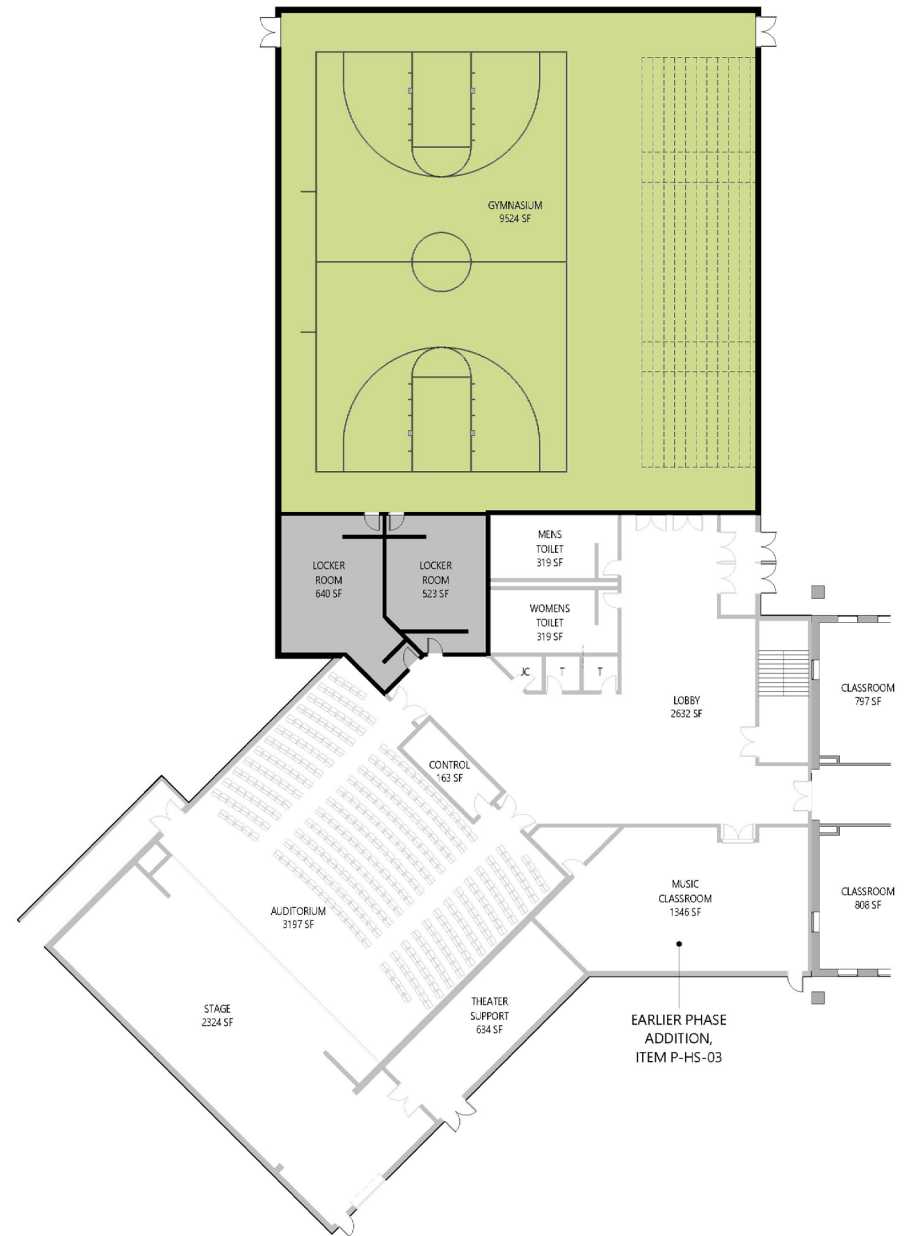 GYMNASIUM
9524 SF
MENS
TOILET
319 SF
LOCKER
ROOM
640 SF
LOCKER
ROOM
523 SF
WOMENS
TOILET
319 SF
JC
T
T
LOBBY
2632 SF
CLASSROOM
797 SF
CONTROL
163 SF
MUSIC
CLASSROOM
1346 SF
CLASSROOM
808 SF
AUDITORIUM
3197 SF
STAGE
2324 SF
THEATER
SUPPORT
634 SF
EARLIER PHASE
ADDITION,
ITEM P-HS-03